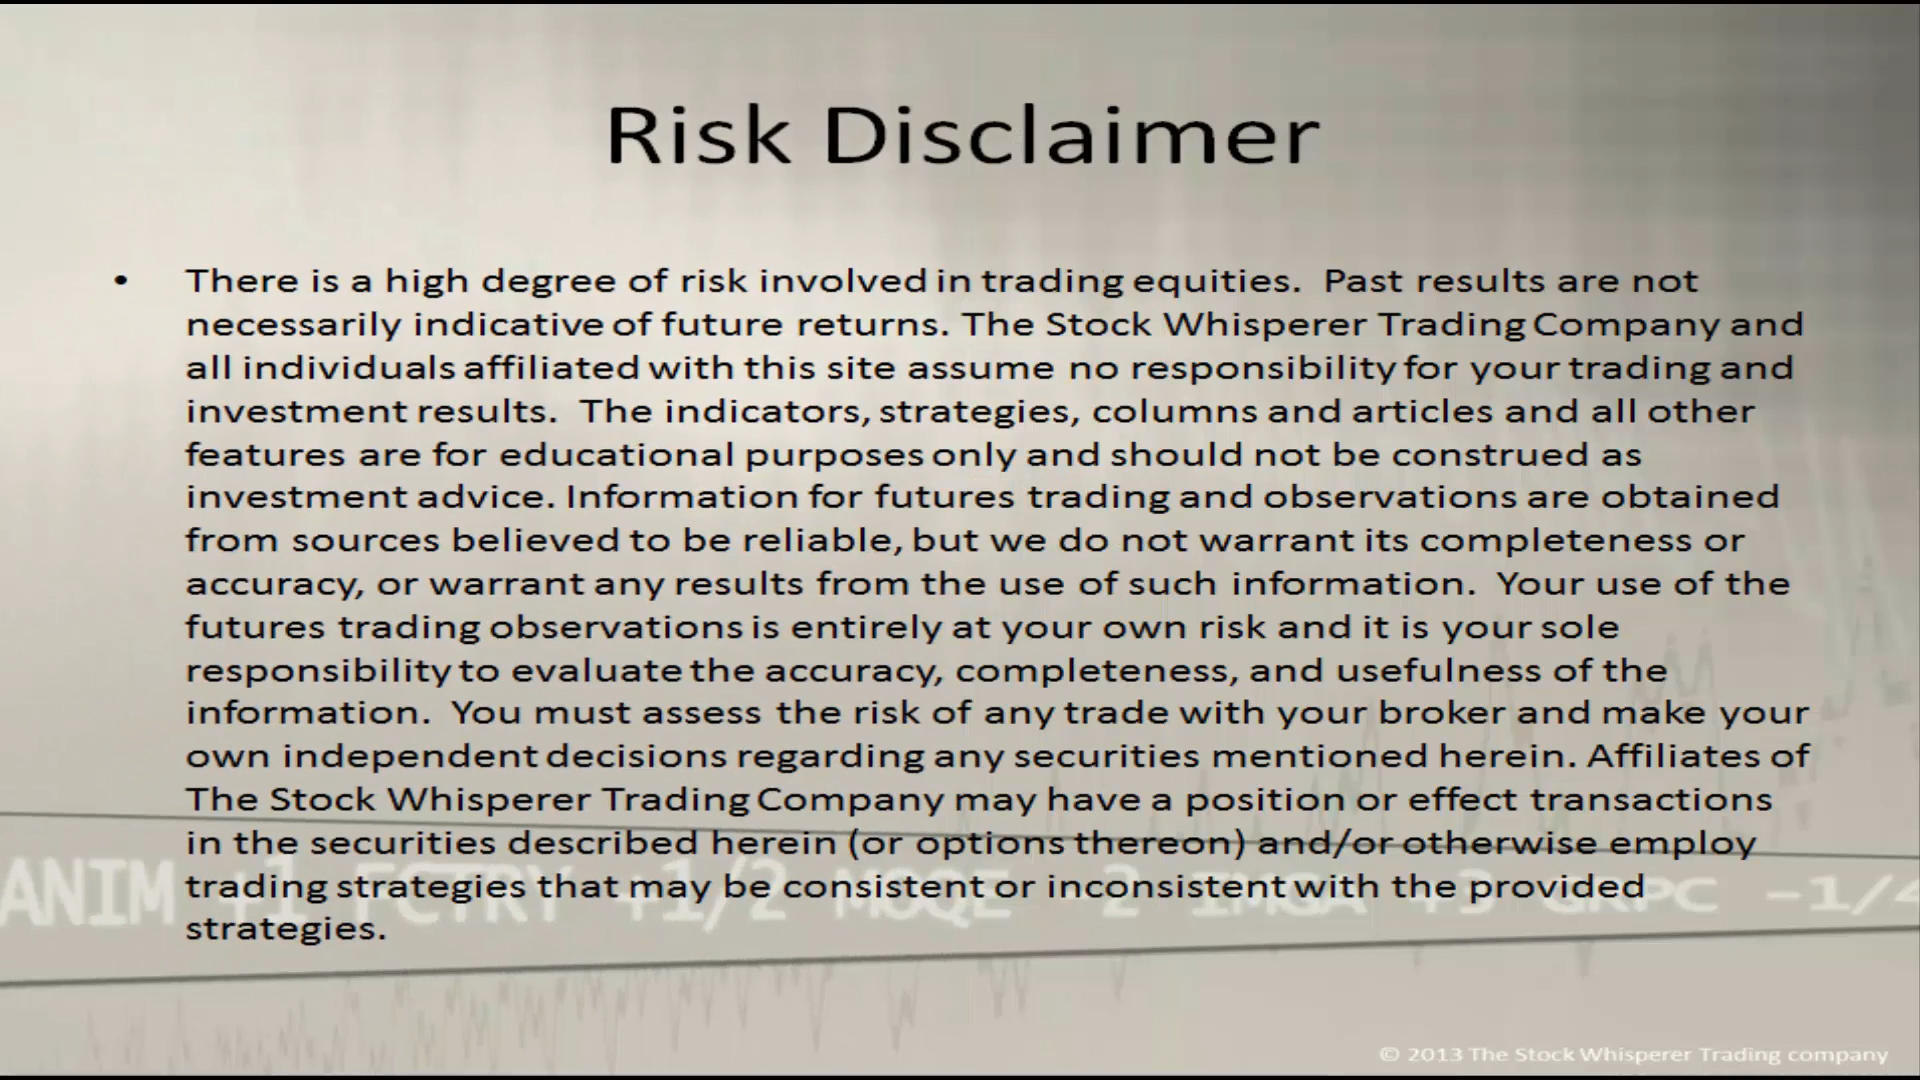 Risk Disclaimer
• There is a high degree of risk involved in trading equities.  Past results are not
necessarily indicative of future returns. The Stock Whisperer Trading Company and
all individuals affiliated with this site assume no responsibility for your trading and
investment results.  The indicators, strategies, columns and articles and all other
features are for educational purposes only and should not be construed as
investment advice. Information for futures trading and observations are obtained
from sources believed to be reliable, but we do not warrant its completeness or
accuracy, or warrant any results from the use of such information.  Your use of the
futures trading observations is entirely at your own risk and it is your sole
responsibility to evaluate the accuracy, completeness, and usefulness of the
information.  You must assess the risk of any trade with your broker and make your
own independent decisions regarding any securities mentioned herein. Affiliates of
The Stock Whisperer Trading Company may have a position or effect transactions
in the securities described herein (or options thereon) and/or otherwise employ
trading strategies that may be consistent or inconsistent with the provided
strategies.
ANIM +1 FCTRY +1/2 MOQE -2 IMGA +3 GRPC -1/4
© 2013 The Stock Whisperer Trading company